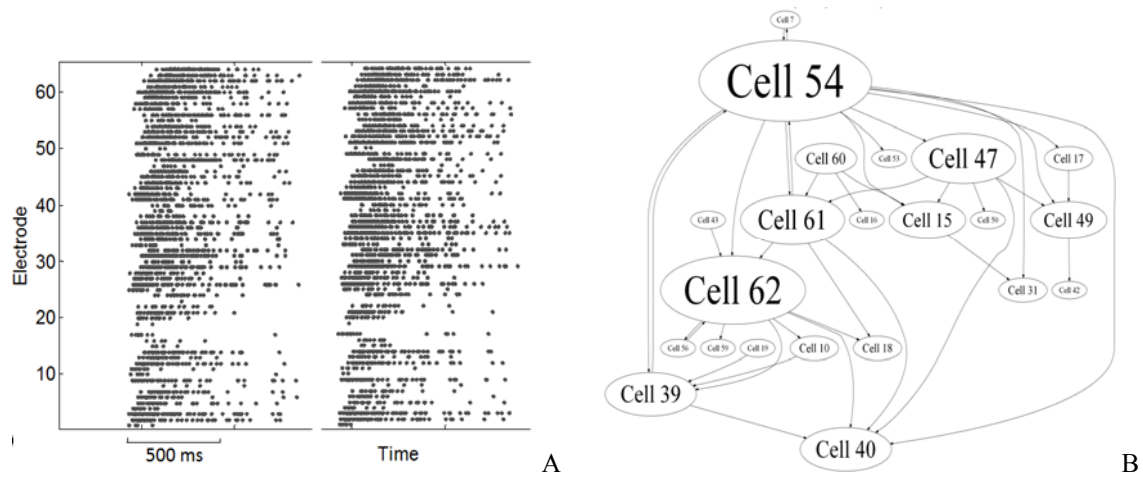 60
50
40
30
20
10
Electrode
500 ms
Time
A
Cell 7
Cell 54
Cell 60
Cell 53
Cell 47
Cell 17
Cell 43
Cell 61
Cell 16
Cell 15
Cell 50
Cell 49
Cell 62
Cell 31
Cell 42
Cell 56
Cell 59
Cell 19
Cell 10
Cell 18
Cell 39
Cell 40
B